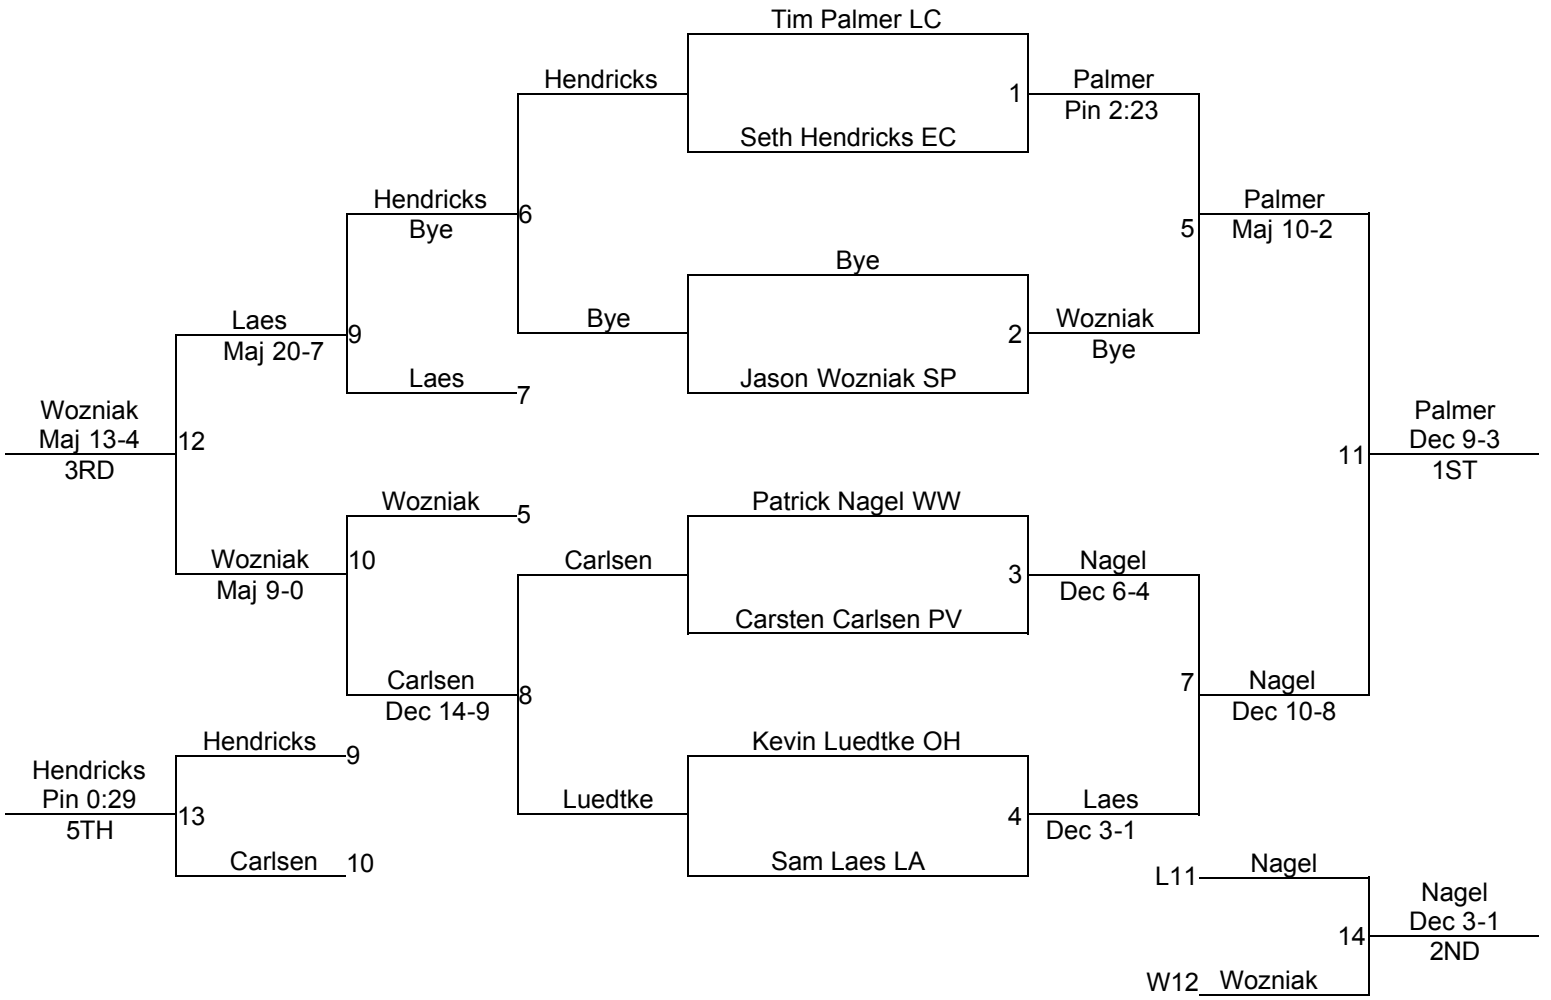 Tim Palmer LC
Hendricks
1
Palmer
Pin 2:23
Seth Hendricks EC
Hendricks
Bye
6
5
Palmer
Maj 10-2
Bye
Bye
2
Wozniak
Bye
Jason Wozniak SP
Laes
Maj 20-7
9
Laes
7
Wozniak
Maj 13-4
3RD
12
11
Palmer
Dec 9-3
1ST
Wozniak
5
Patrick Nagel WW
Wozniak
Maj 9-0
10
Carlsen
3
Nagel
Dec 6-4
Carsten Carlsen PV
Carlsen
Dec 14-9
8
7
Nagel
Dec 10-8
Hendricks
9
Kevin Luedtke OH
Hendricks
Pin 0:29
5TH
13
Luedtke
4
Laes
Dec 3-1
Carlsen
10
Sam Laes LA
L11
Nagel
14
Nagel
Dec 3-1
2ND
W12
Wozniak